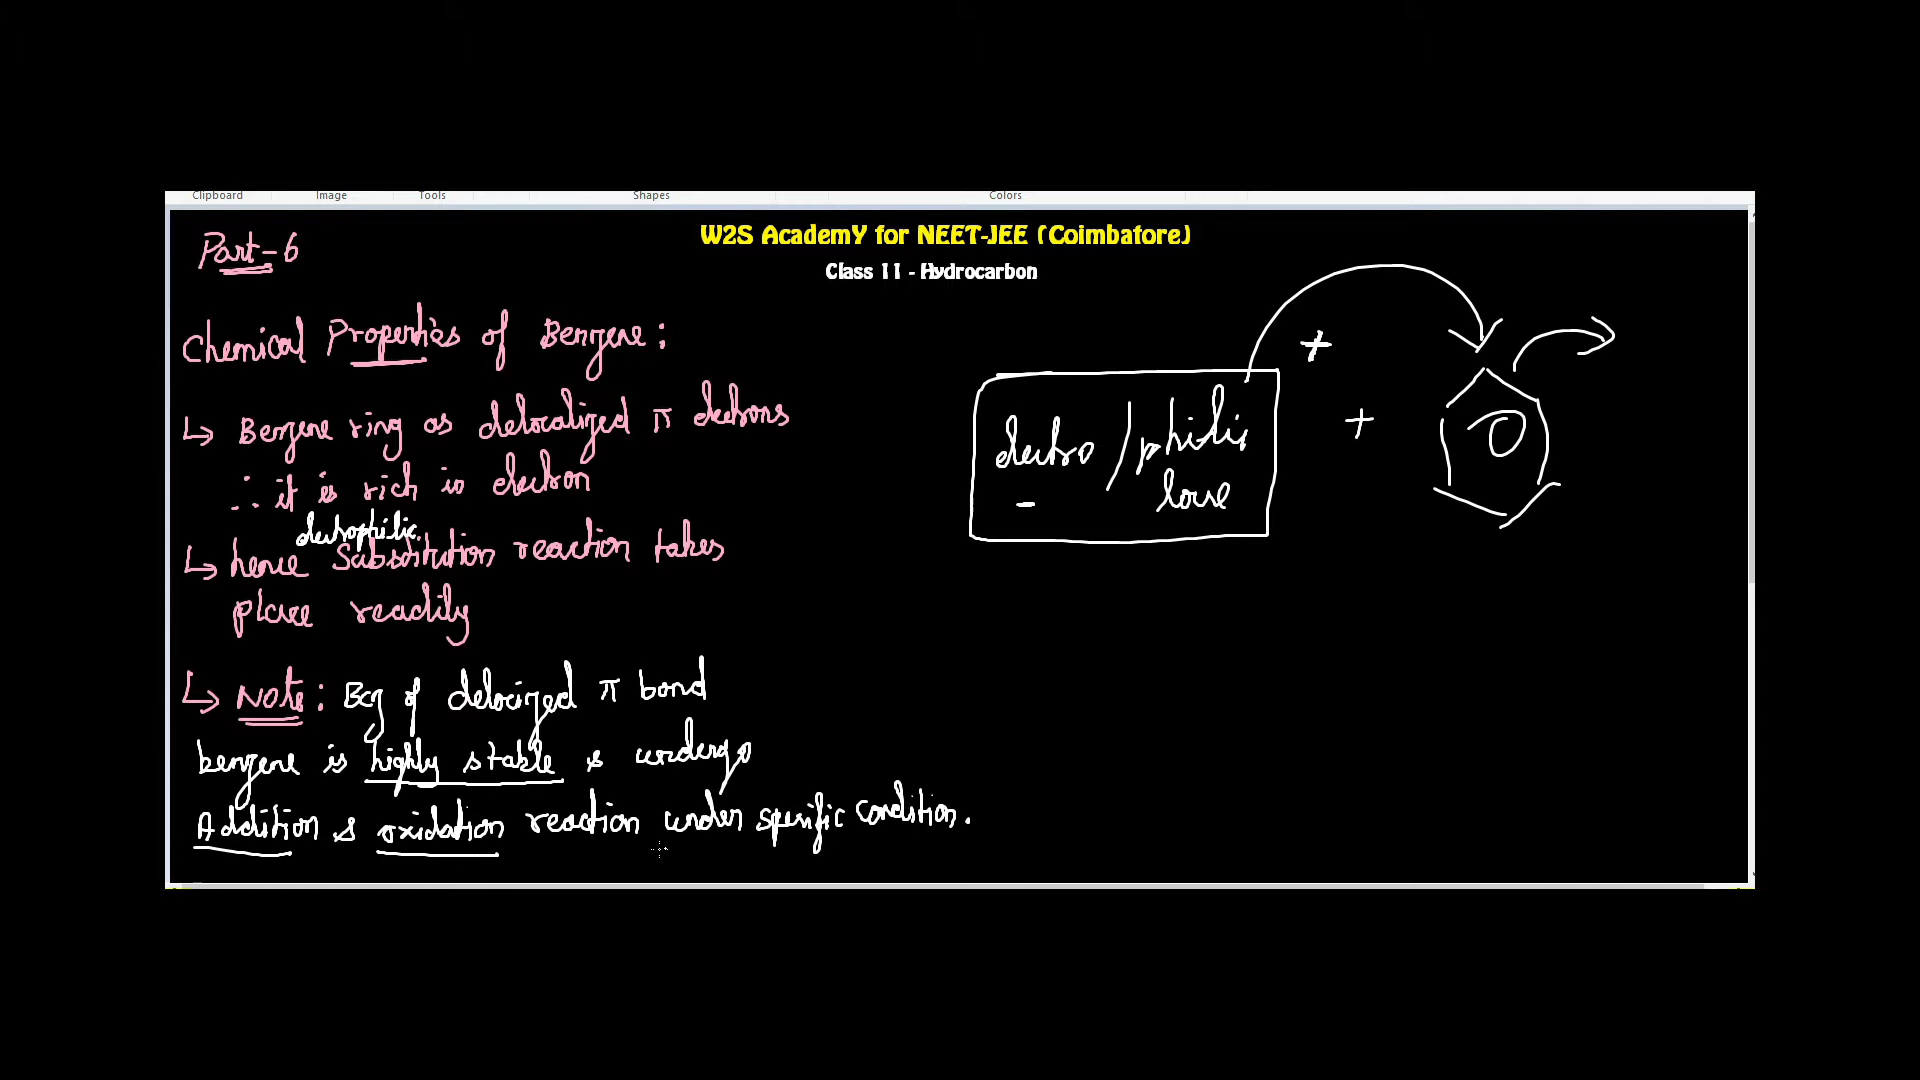 Clipboard Image Tools Shapes Colors
W2S AcademY for NEET-JEE (Coimbatore)
Class 11 - Hydrocarbon
Part-6
Chemical Properties of Benzene:
↳ Benzene ring as delocalized π electrons
∴ it is rich in electron
electrophilic
↳ hence Substitution reaction takes
place readily
↳ Note: Bcz of delocized π bond
benzene is highly stable & undergo
Addition & oxidation reaction under specific condition.
+
electro / philic +
- love